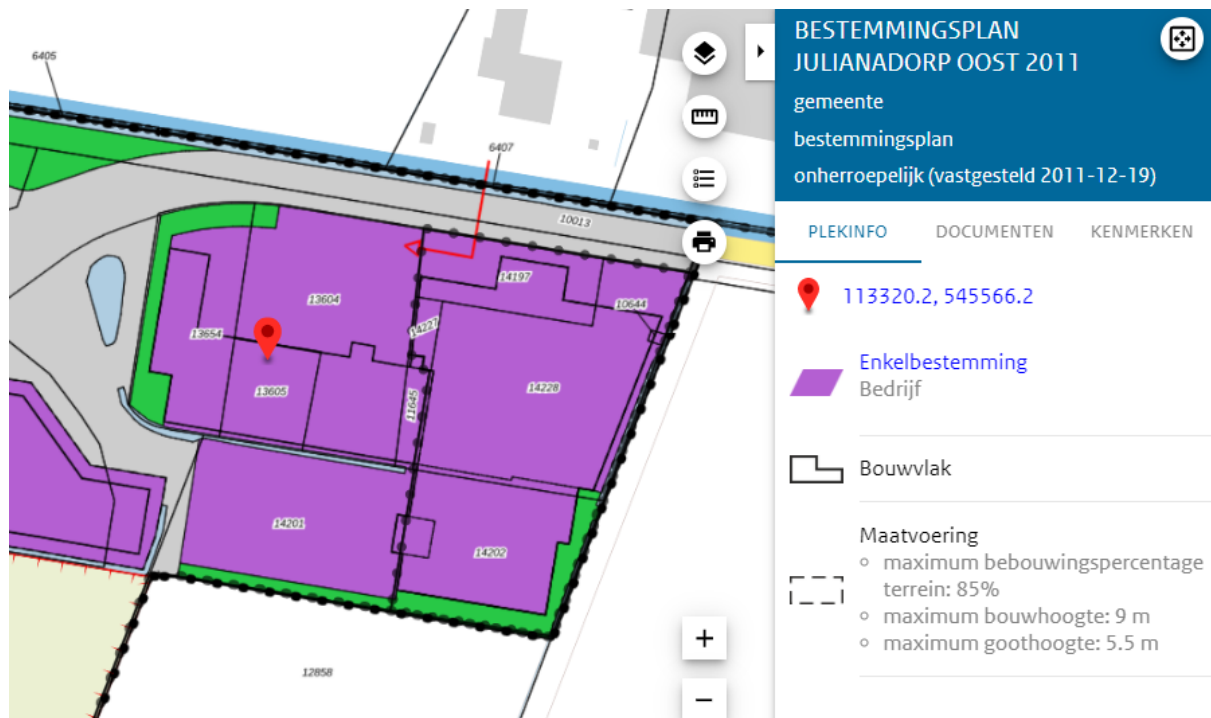 6405
6407
10013
14197
13604
10644
14227
13654
13605
11645
14228
14201
14202
12858
BESTEMMINGSPLAN
JULIANADORP OOST 2011
gemeente
bestemmingsplan
onherroepelijk (vastgesteld 2011-12-19)
PLEKINFO DOCUMENTEN KENMERKEN
113320.2, 545566.2
Enkelbestemming
Bedrijf
Bouwvlak
Maatvoering
maximum bebouwingspercentage
terrein: 85%
maximum bouwhoogte: 9 m
maximum goothoogte: 5.5 m